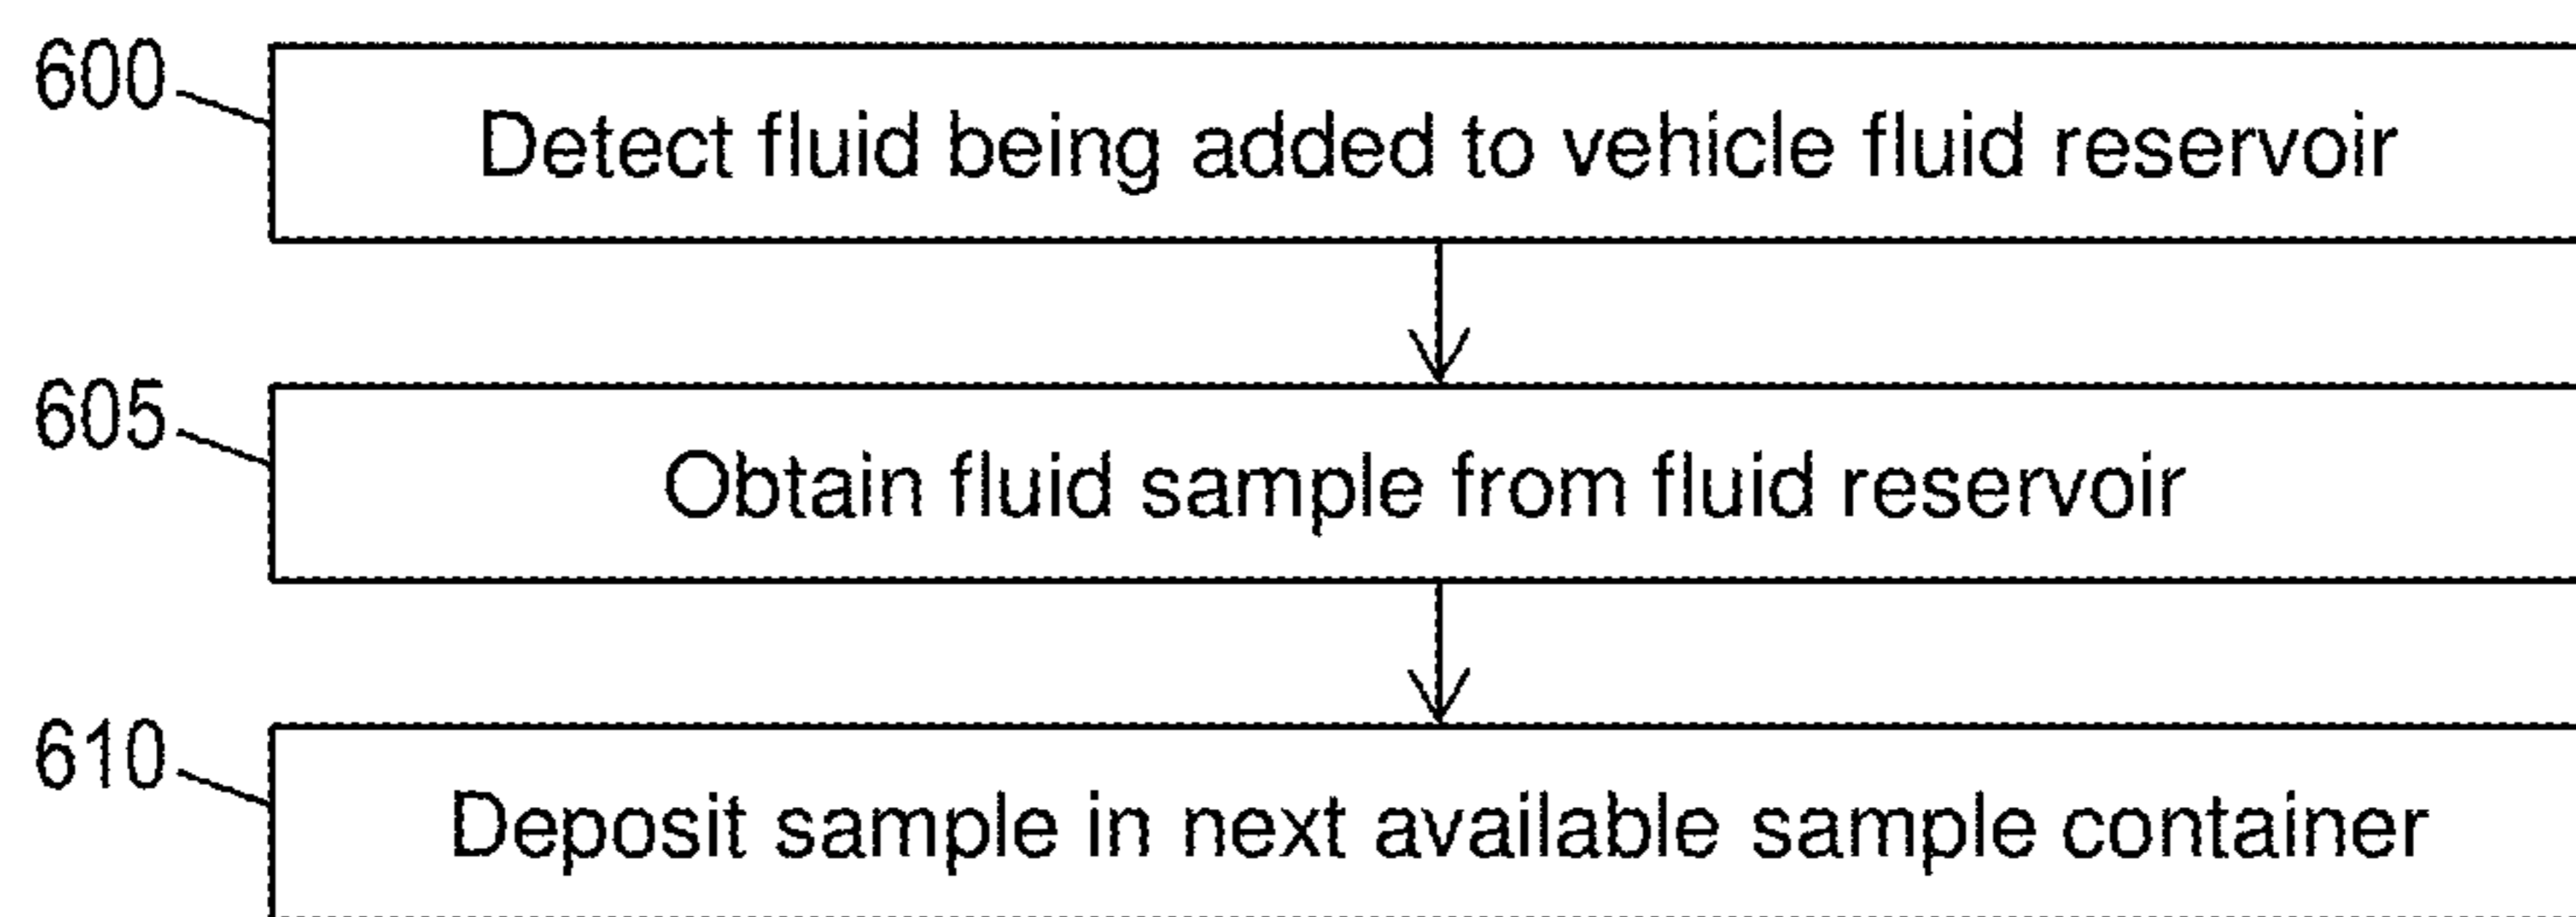 600
Detect fluid being added to vehicle fluid reservoir
605
Obtain fluid sample from fluid reservoir
610
Deposit sample in next available sample container